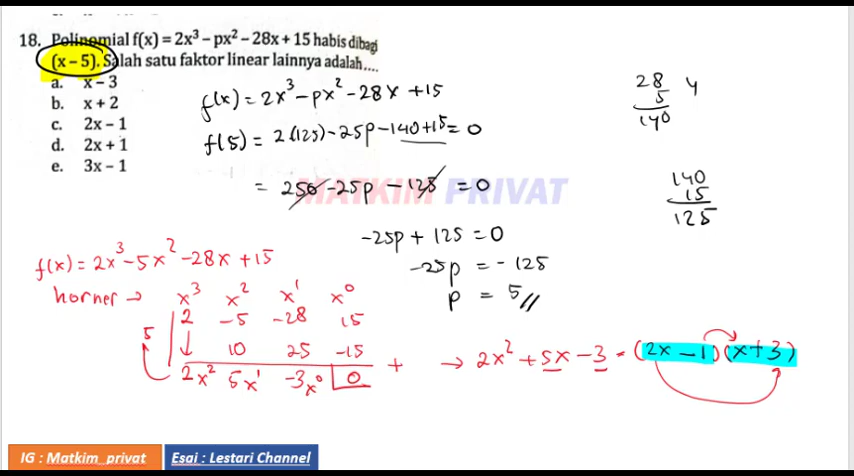 18. Polinomial f(x) = 2x³ – px² – 28x + 15 habis dibagi
(x – 5). Salah satu faktor linear lainnya adalah....
a. x – 3
b. x + 2
c. 2x – 1
d. 2x + 1
e. 3x – 1
f(x) = 2x³ - px² - 28x + 15
f(5) = 2(125) - 25p - 140 + 15 = 0
= 250 - 25p - 125 = 0
-25p + 125 = 0
-25p = -125
p = 5 //
28
5
140
140
15
125
MATKIM PRIVAT
f(x) = 2x³ - 5x² - 28x + 15
horner → x³ x² x¹ x⁰
5 2 -5 -28 15
↓ 10 25 -15 +
2x² 5x¹ -3x⁰ 0
→ 2x² + 5x - 3 = (2x - 1)(x + 3)
IG : Matkim_privat
Esai : Lestari Channel